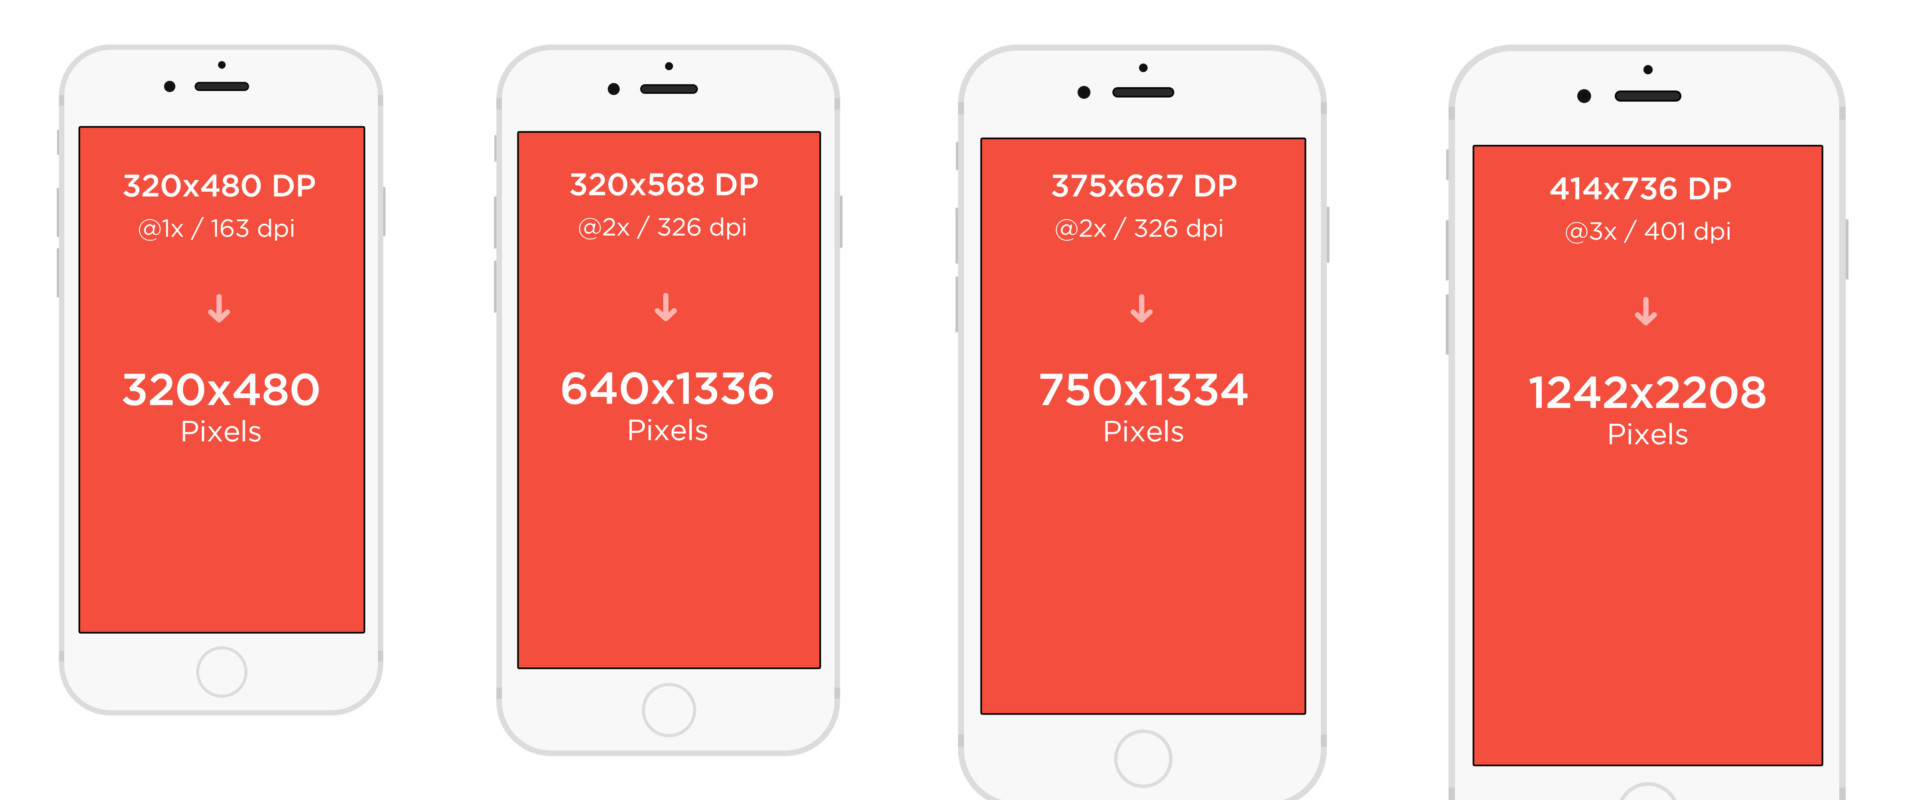 320x480 DP
@1x / 163 dpi
320x480
Pixels
320x568 DP
@2x / 326 dpi
640x1336
Pixels
375x667 DP
@2x / 326 dpi
750x1334
Pixels
414x736 DP
@3x / 401 dpi
1242x2208
Pixels